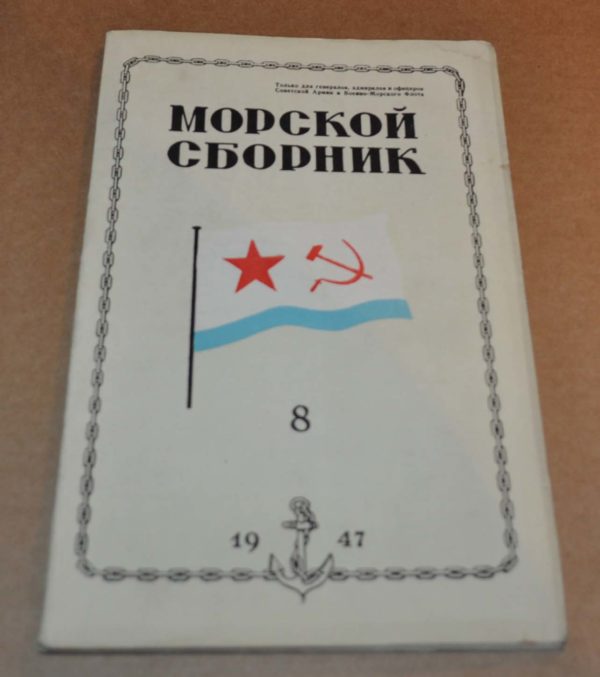 Только для генералов, адмиралов и офицеров
Советской Армии и Военно-Морского Флота
МОРСКОЙ
СБОРНИК
8
19 47